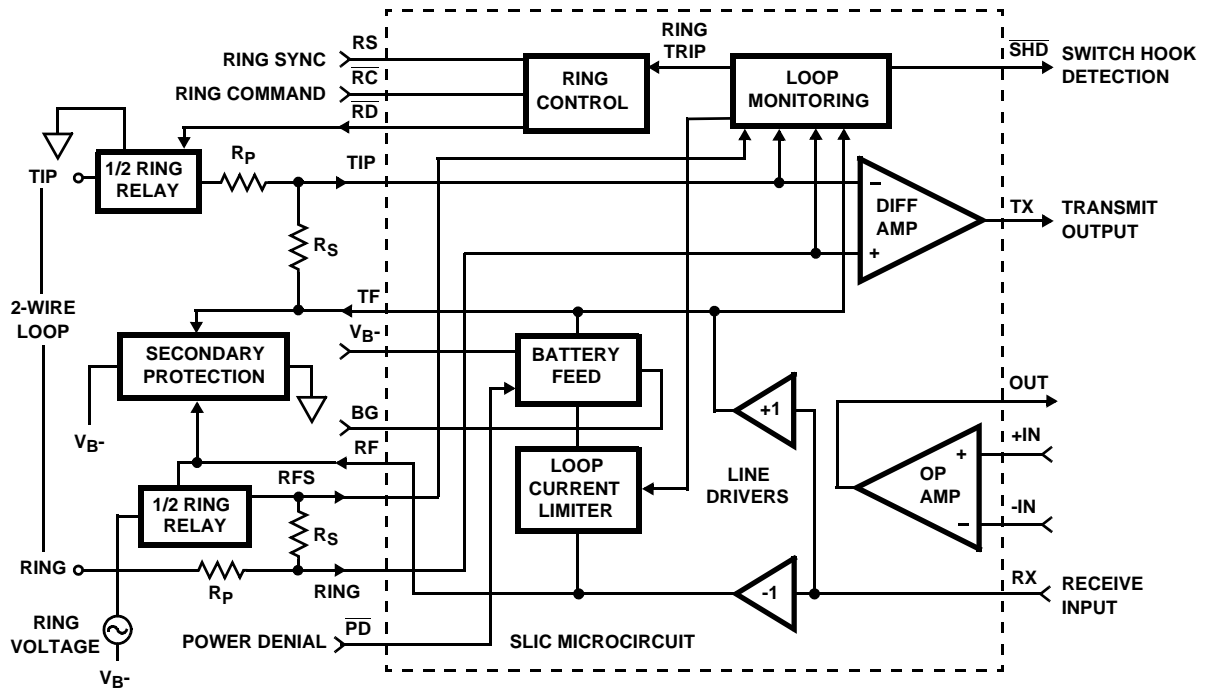 RING SYNC
RS
RING COMMAND
RC
RD
RING
CONTROL
RING
TRIP
LOOP
MONITORING
SHD
SWITCH HOOK
DETECTION
TIP
1/2 RING
RELAY
RP
TIP
RS
−
DIFF
AMP
+
TX
TRANSMIT
OUTPUT
2-WIRE
LOOP
TF
VB-
SECONDARY
PROTECTION
VB-
BATTERY
FEED
BG
RF
RFS
1/2 RING
RELAY
RS
LOOP
CURRENT
LIMITER
+1
LINE
DRIVERS
-1
OUT
+IN
+
OP
AMP
−
-IN
RING
RP
RING
RX
RECEIVE
INPUT
RING
VOLTAGE
VB-
POWER DENIAL
PD
SLIC MICROCIRCUIT